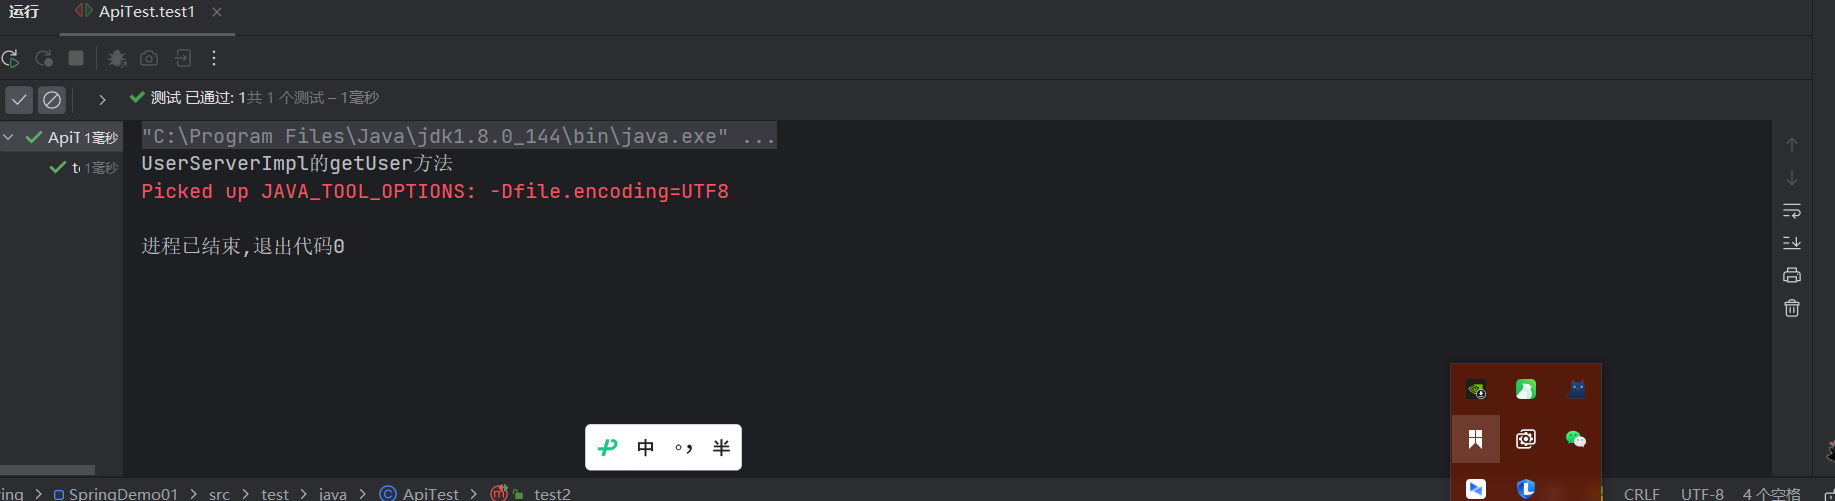 运行 ApiTest.test1
测试 已通过: 1共 1 个测试 – 1毫秒
ApiT 1毫秒
"C:\Program Files\Java\jdk1.8.0_144\bin\java.exe" ...
UserServerImpl的getUser方法
1毫秒
Picked up JAVA_TOOL_OPTIONS: -Dfile.encoding=UTF8
进程已结束,退出代码0
中 °, 半
ing > SpringDemo01 > src > test > java > ApiTest > test2
CRLF UTF-8 4 个空格